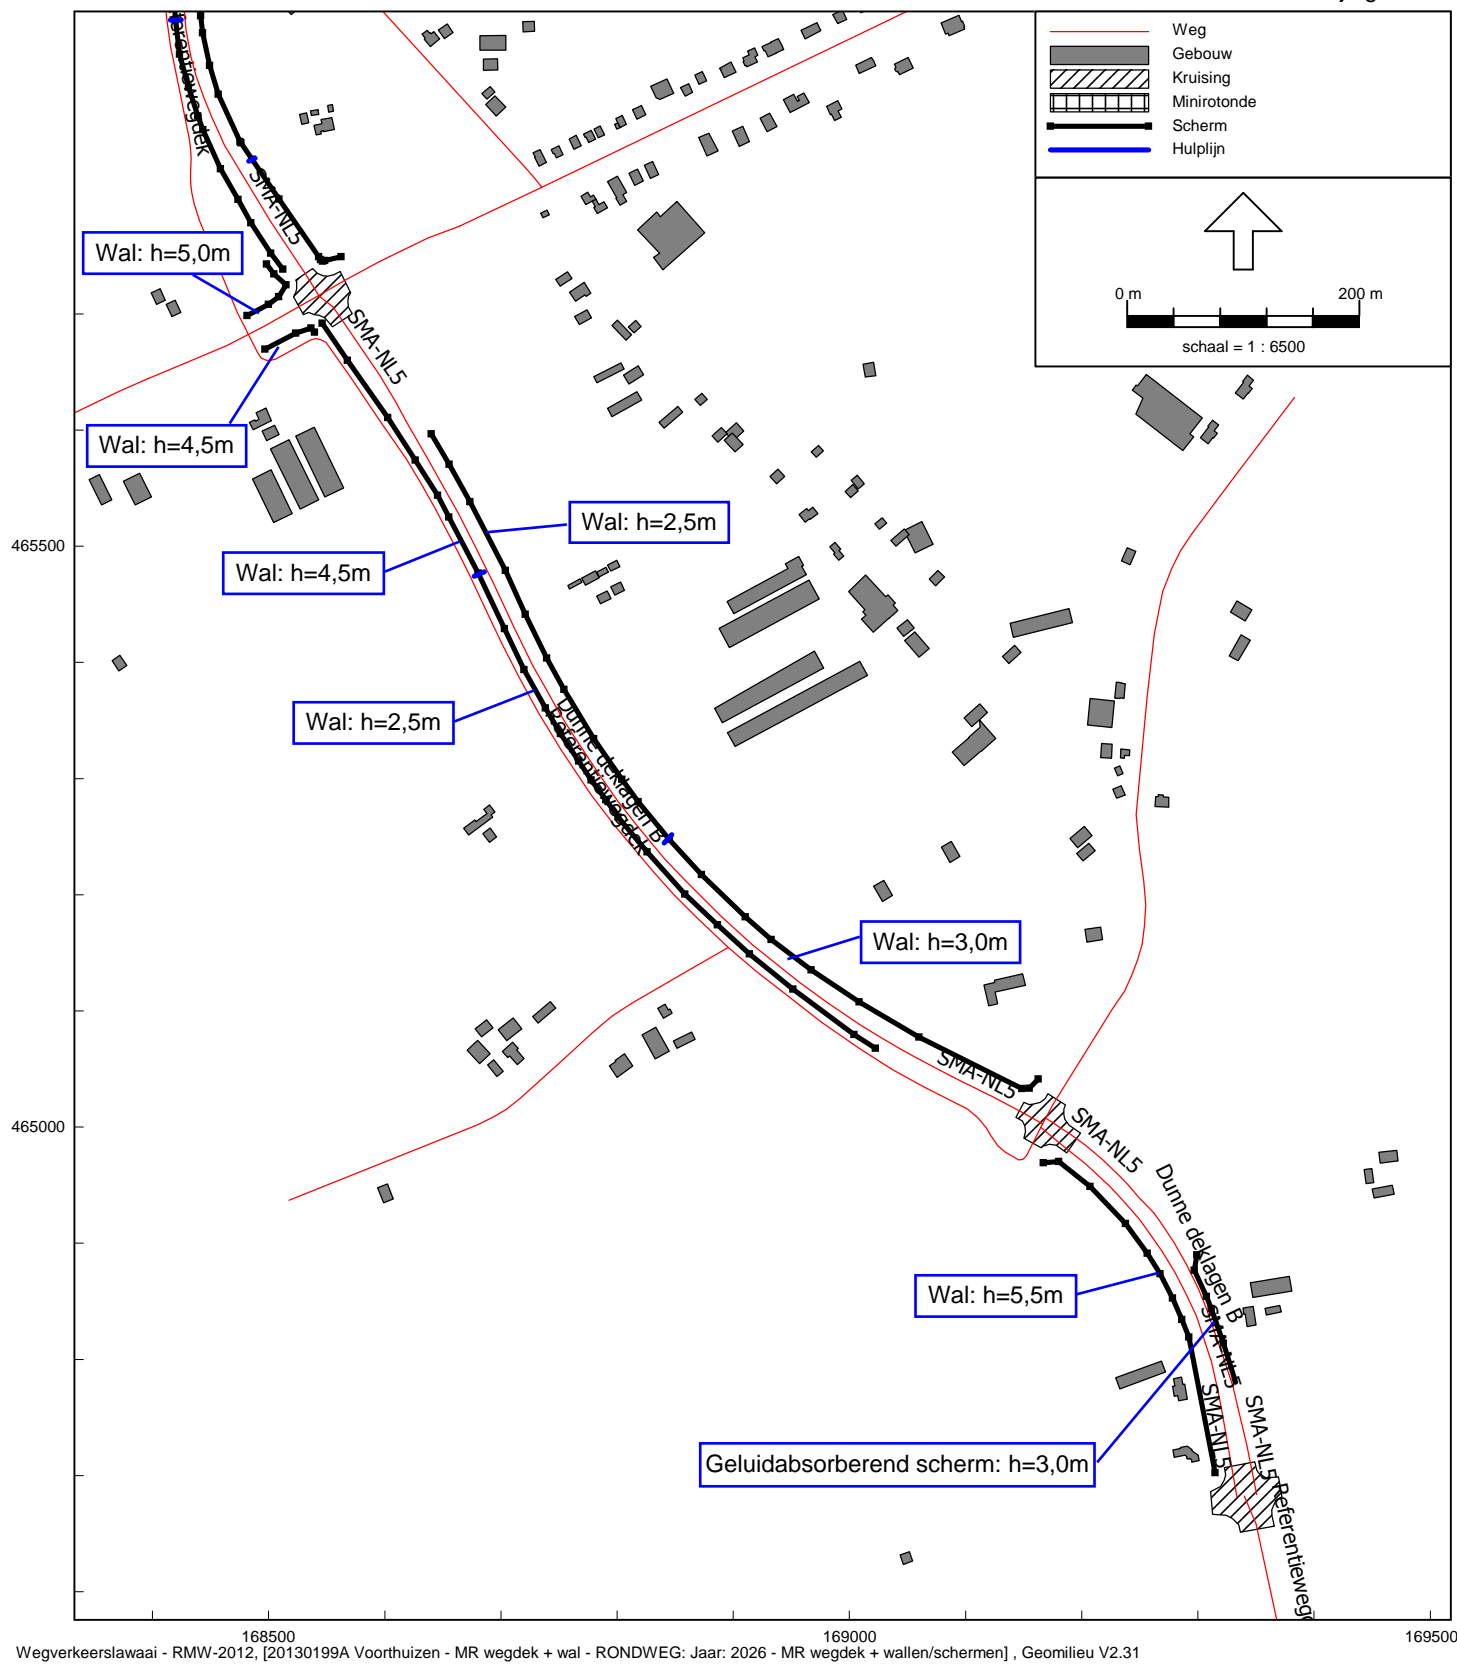 Weg
Gebouw
Kruising
Minirotonde
Scherm
Hulplijn
0 m
200 m
schaal = 1 : 6500
SMA-NL5
Wal: h=5,0m
SMA-NL5
Wal: h=4,5m
Wal: h=2,5m
465500
Wal: h=4,5m
Wal: h=2,5m
Dunne deklagen B
Referentiewegdek
Wal: h=3,0m
SMA-NL5
465000
SMA-NL5
Dunne deklagen B
Wal: h=5,5m
SMA-NL5
SMA-NL5
SMA-NL5
Geluidabsorberend scherm: h=3,0m
168500
169000
169500
Wegverkeerslawaai - RMW-2012, [20130199A Voorthuizen - MR wegdek + wal - RONDWEG: Jaar: 2026 - MR wegdek + wallen/schermen] , Geomilieu V2.31